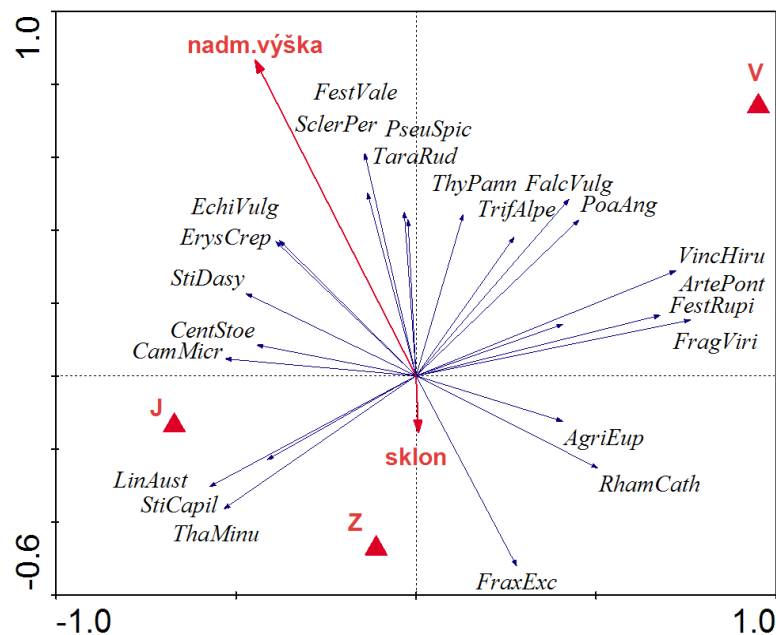 1.0
nadm.výška
V
FestVale
SclerPer
PseuSpic
TaraRud
ThyPann
FalcVulg
TrifAlpe
PoaAng
EchiVulg
ErysCrep
StiDasy
VincHiru
ArtePont
FestRupi
FragViri
CentStoe
CamMicr
J
sklon
AgriEup
RhamCath
LinAust
StiCapil
ThaMinu
Z
FraxExc
-0.6
-1.0
1.0